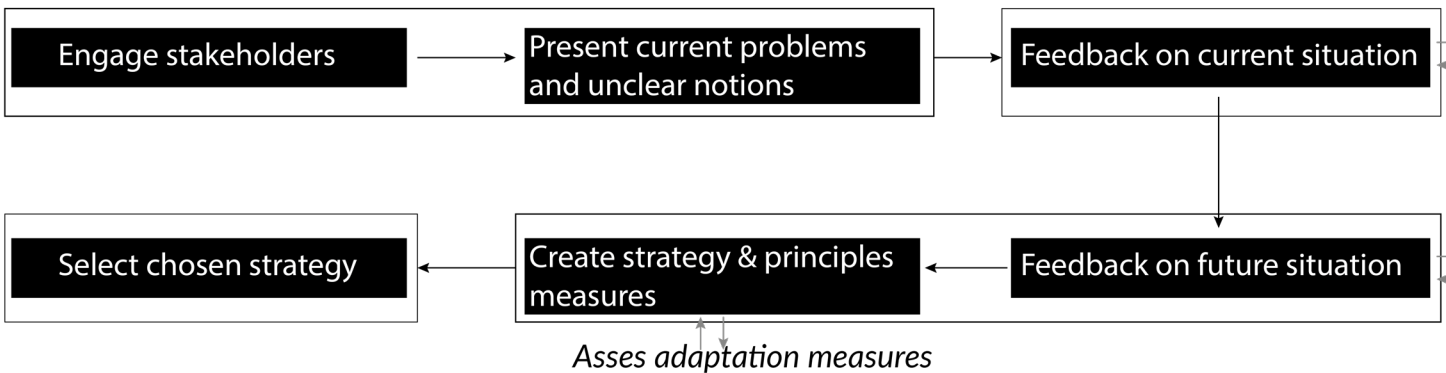 Engage stakeholders
Present current problems
and unclear notions
Feedback on current situation
Feedback on future situation
Create strategy & principles
measures
Select chosen strategy
Asses adaptation measures